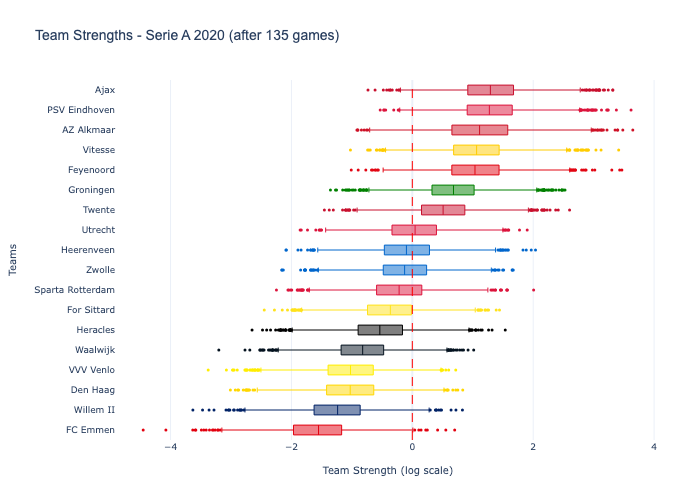 Team Strengths - Serie A 2020 (after 135 games)
Ajax
PSV Eindhoven
AZ Alkmaar
Vitesse
Feyenoord
Groningen
Twente
Utrecht
Heerenveen
Zwolle
Sparta Rotterdam
For Sittard
Heracles
Waalwijk
VVV Venlo
Den Haag
Willem II
FC Emmen
Teams
−4 −2 0 2 4
Team Strength (log scale)